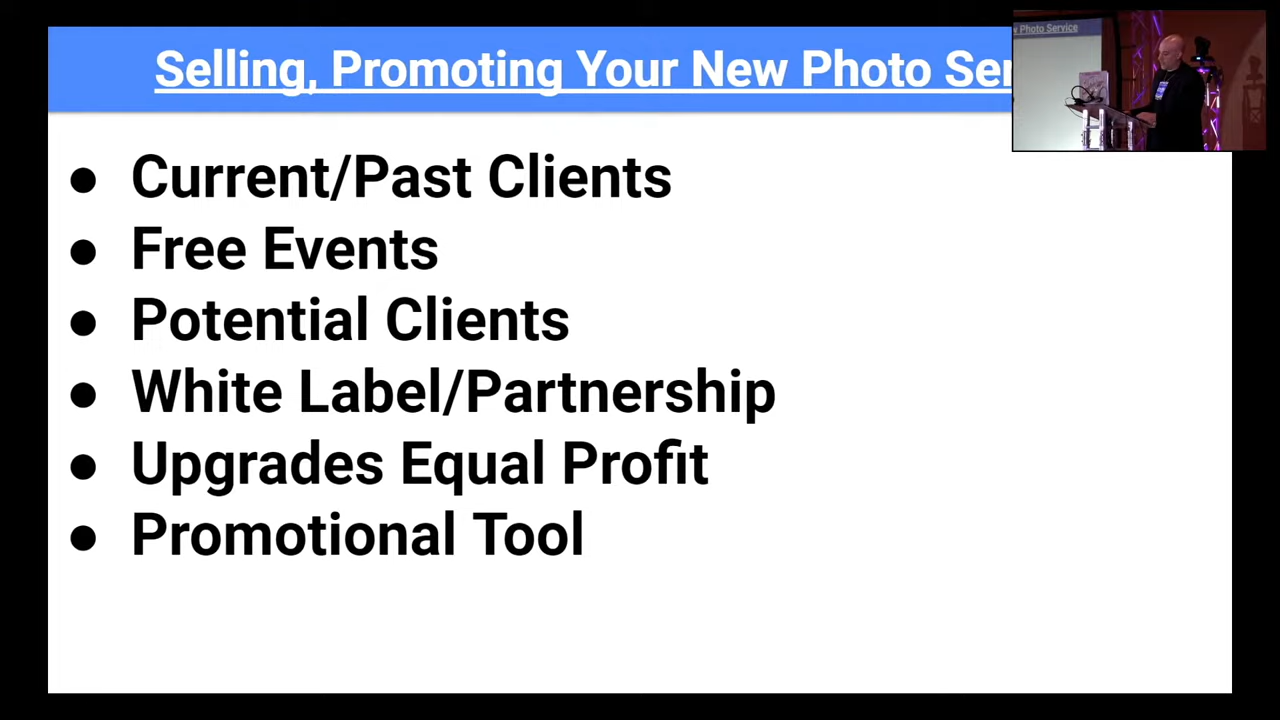 Selling, Promoting Your New Photo Ser
w Photo Service
● Current/Past Clients
● Free Events
● Potential Clients
● White Label/Partnership
● Upgrades Equal Profit
● Promotional Tool